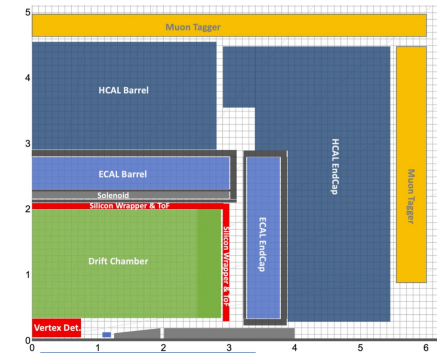 5
Muon Tagger
4
HCAL Barrel
3
HCAL EndCap
ECAL Barrel
Muon Tagger
Solenoid
2
Silicon Wrapper & ToF
ECAL EndCap
Silicon Wrapper & ToF
Drift Chamber
1
Vertex Det.
0
0 1 2 3 4 5 6